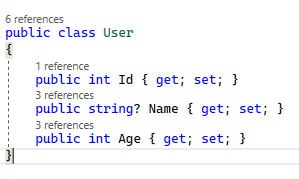 6 references
public class User
{
1 reference
public int Id { get; set; }
3 references
public string? Name { get; set; }
3 references
public int Age { get; set; }
}